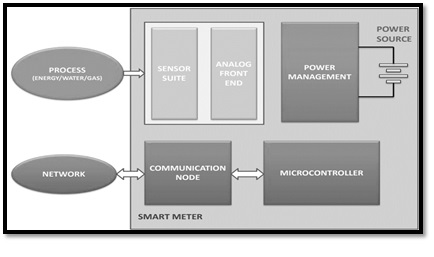 POWER
SOURCE
PROCESS
(ENERGY/WATER/GAS)
SENSOR
SUITE
ANALOG
FRONT
END
POWER
MANAGEMENT
NETWORK
COMMUNICATION
NODE
MICROCONTROLLER
SMART METER